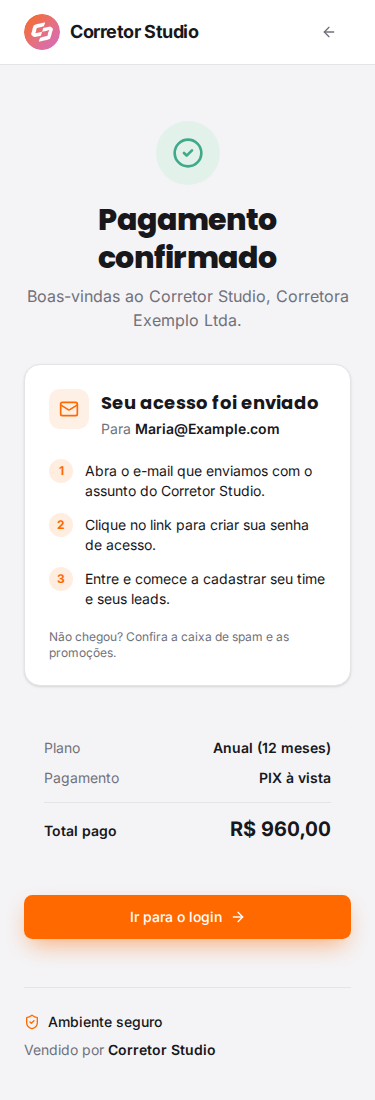 Corretor Studio
Pagamento
confirmado
Boas-vindas ao Corretor Studio, Corretora
Exemplo Ltda.
Seu acesso foi enviado
Para Maria@Example.com
1 Abra o e-mail que enviamos com o
assunto do Corretor Studio.
2 Clique no link para criar sua senha
de acesso.
3 Entre e comece a cadastrar seu time
e seus leads.
Não chegou? Confira a caixa de spam e as
promoções.
Plano Anual (12 meses)
Pagamento PIX à vista
Total pago R$ 960,00
Ir para o login
Ambiente seguro
Vendido por Corretor Studio